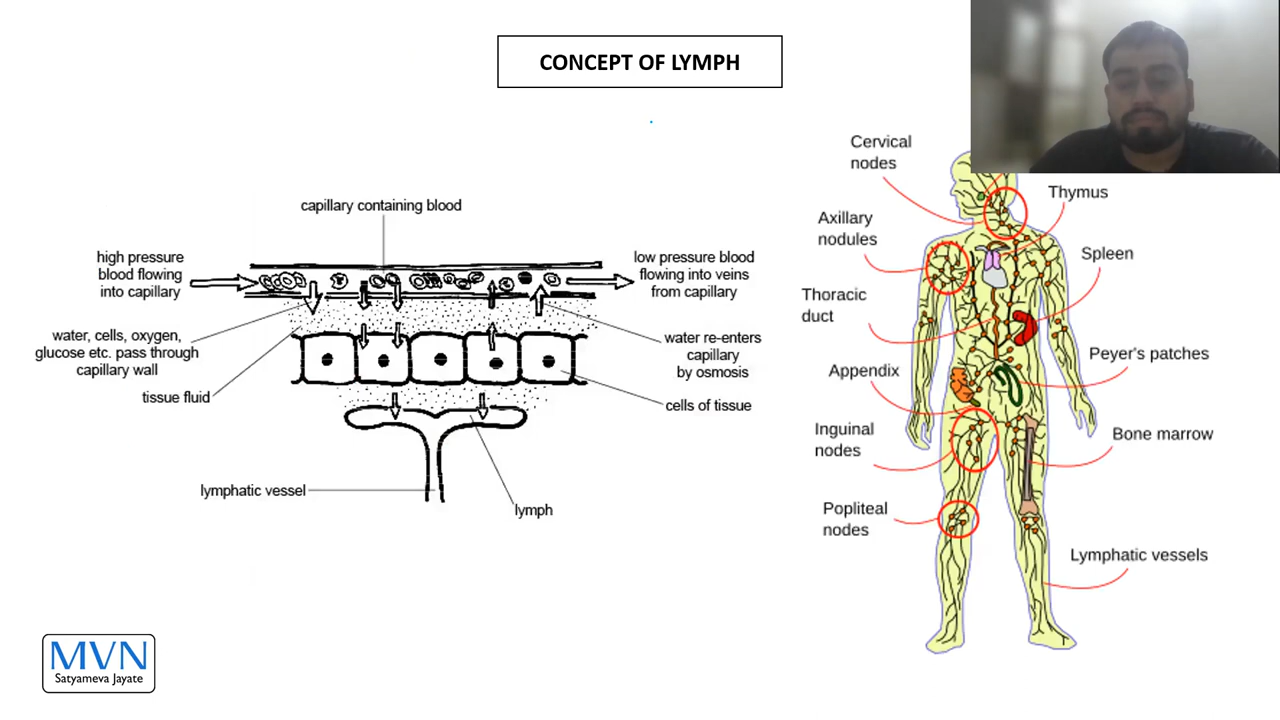 CONCEPT OF LYMPH
capillary containing blood
high pressure
blood flowing
into capillary
low pressure blood
flowing into veins
from capillary
water, cells, oxygen,
glucose etc. pass through
capillary wall
tissue fluid
water re-enters
capillary
by osmosis
cells of tissue
lymphatic vessel
lymph
Cervical
nodes
Thymus
Axillary
nodules
Spleen
Thoracic
duct
Peyer's patches
Appendix
Inguinal
nodes
Bone marrow
Popliteal
nodes
Lymphatic vessels
MVN
Satyameva Jayate